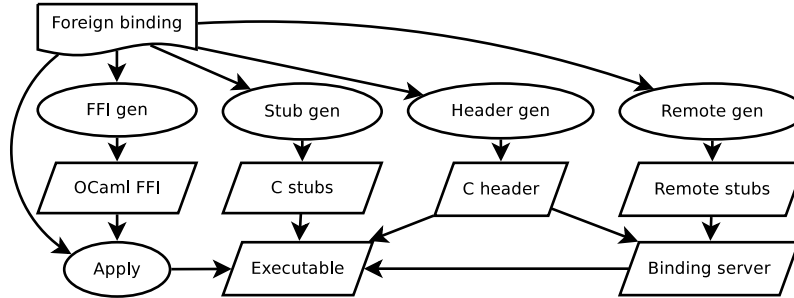 Foreign binding
FFI gen
Stub gen
Header gen
Remote gen
OCaml FFI
C stubs
C header
Remote stubs
Apply
Executable
Binding server